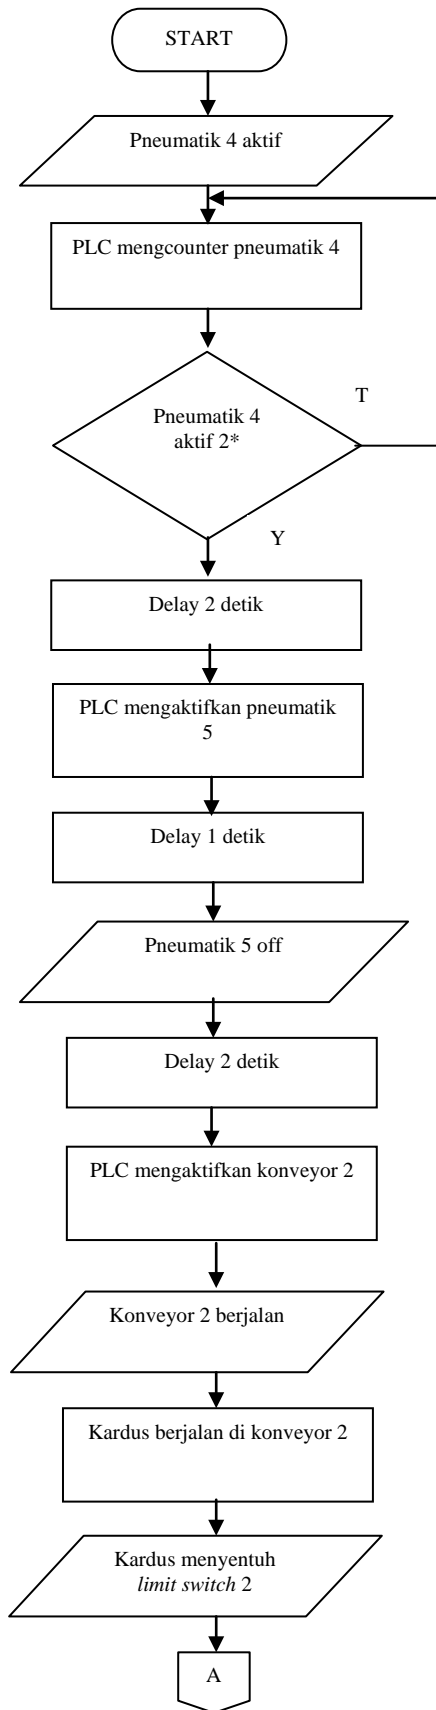 START
Pneumatik 4 aktif
PLC mengcounter pneumatik 4
Pneumatik 4
aktif 2*
T
Y
Delay 2 detik
PLC mengaktifkan pneumatik
5
Delay 1 detik
Pneumatik 5 off
Delay 2 detik
PLC mengaktifkan konveyor 2
Konveyor 2 berjalan
Kardus berjalan di konveyor 2
Kardus menyentuh
limit switch 2
A